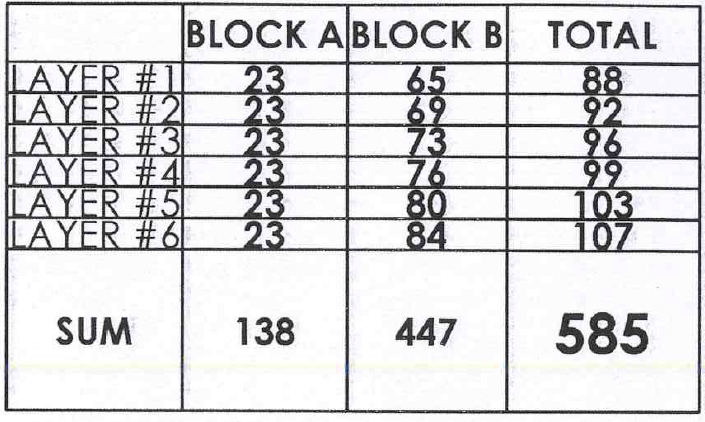 BLOCK A BLOCK B TOTAL
LAYER #1 23 65 88
LAYER #2 23 69 92
LAYER #3 23 73 96
LAYER #4 23 76 99
LAYER #5 23 80 103
LAYER #6 23 84 107
SUM 138 447 585